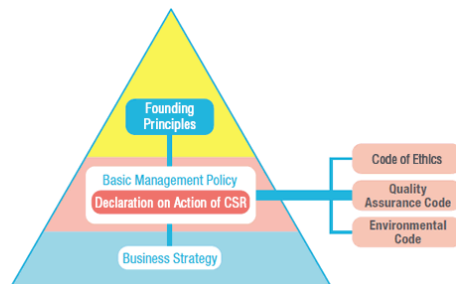 Founding
Principles
Basic Management Policy
Declaration on Action of CSR
Business Strategy
Code of Ethics
Quality
Assurance Code
Environmental
Code